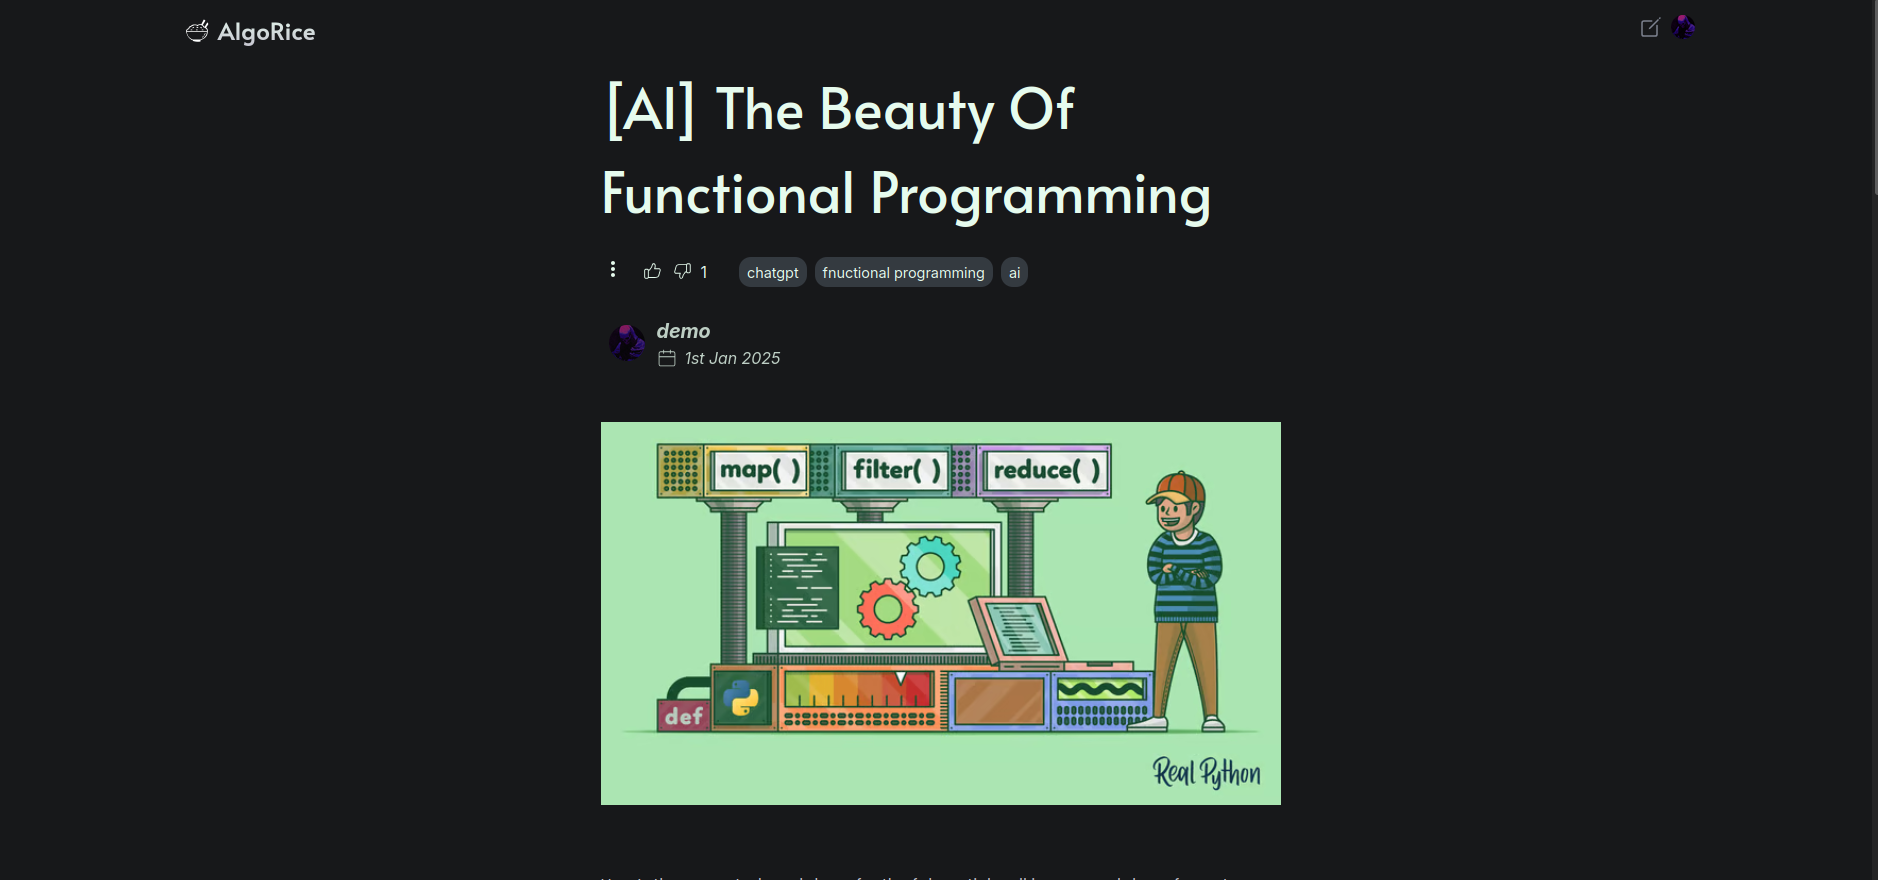 AlgoRice
[AI] The Beauty Of
Functional Programming
1
chatgpt
fnuctional programming
ai
demo
1st Jan 2025
map( )
filter( )
reduce( )
def
Real Python